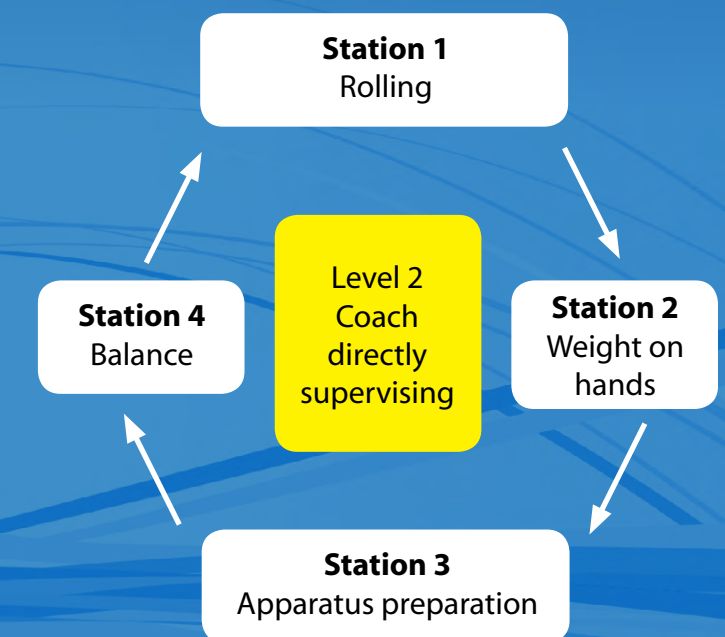 Station 1
Rolling
Station 4
Balance
Level 2
Coach
directly
supervising
Station 2
Weight on
hands
Station 3
Apparatus preparation